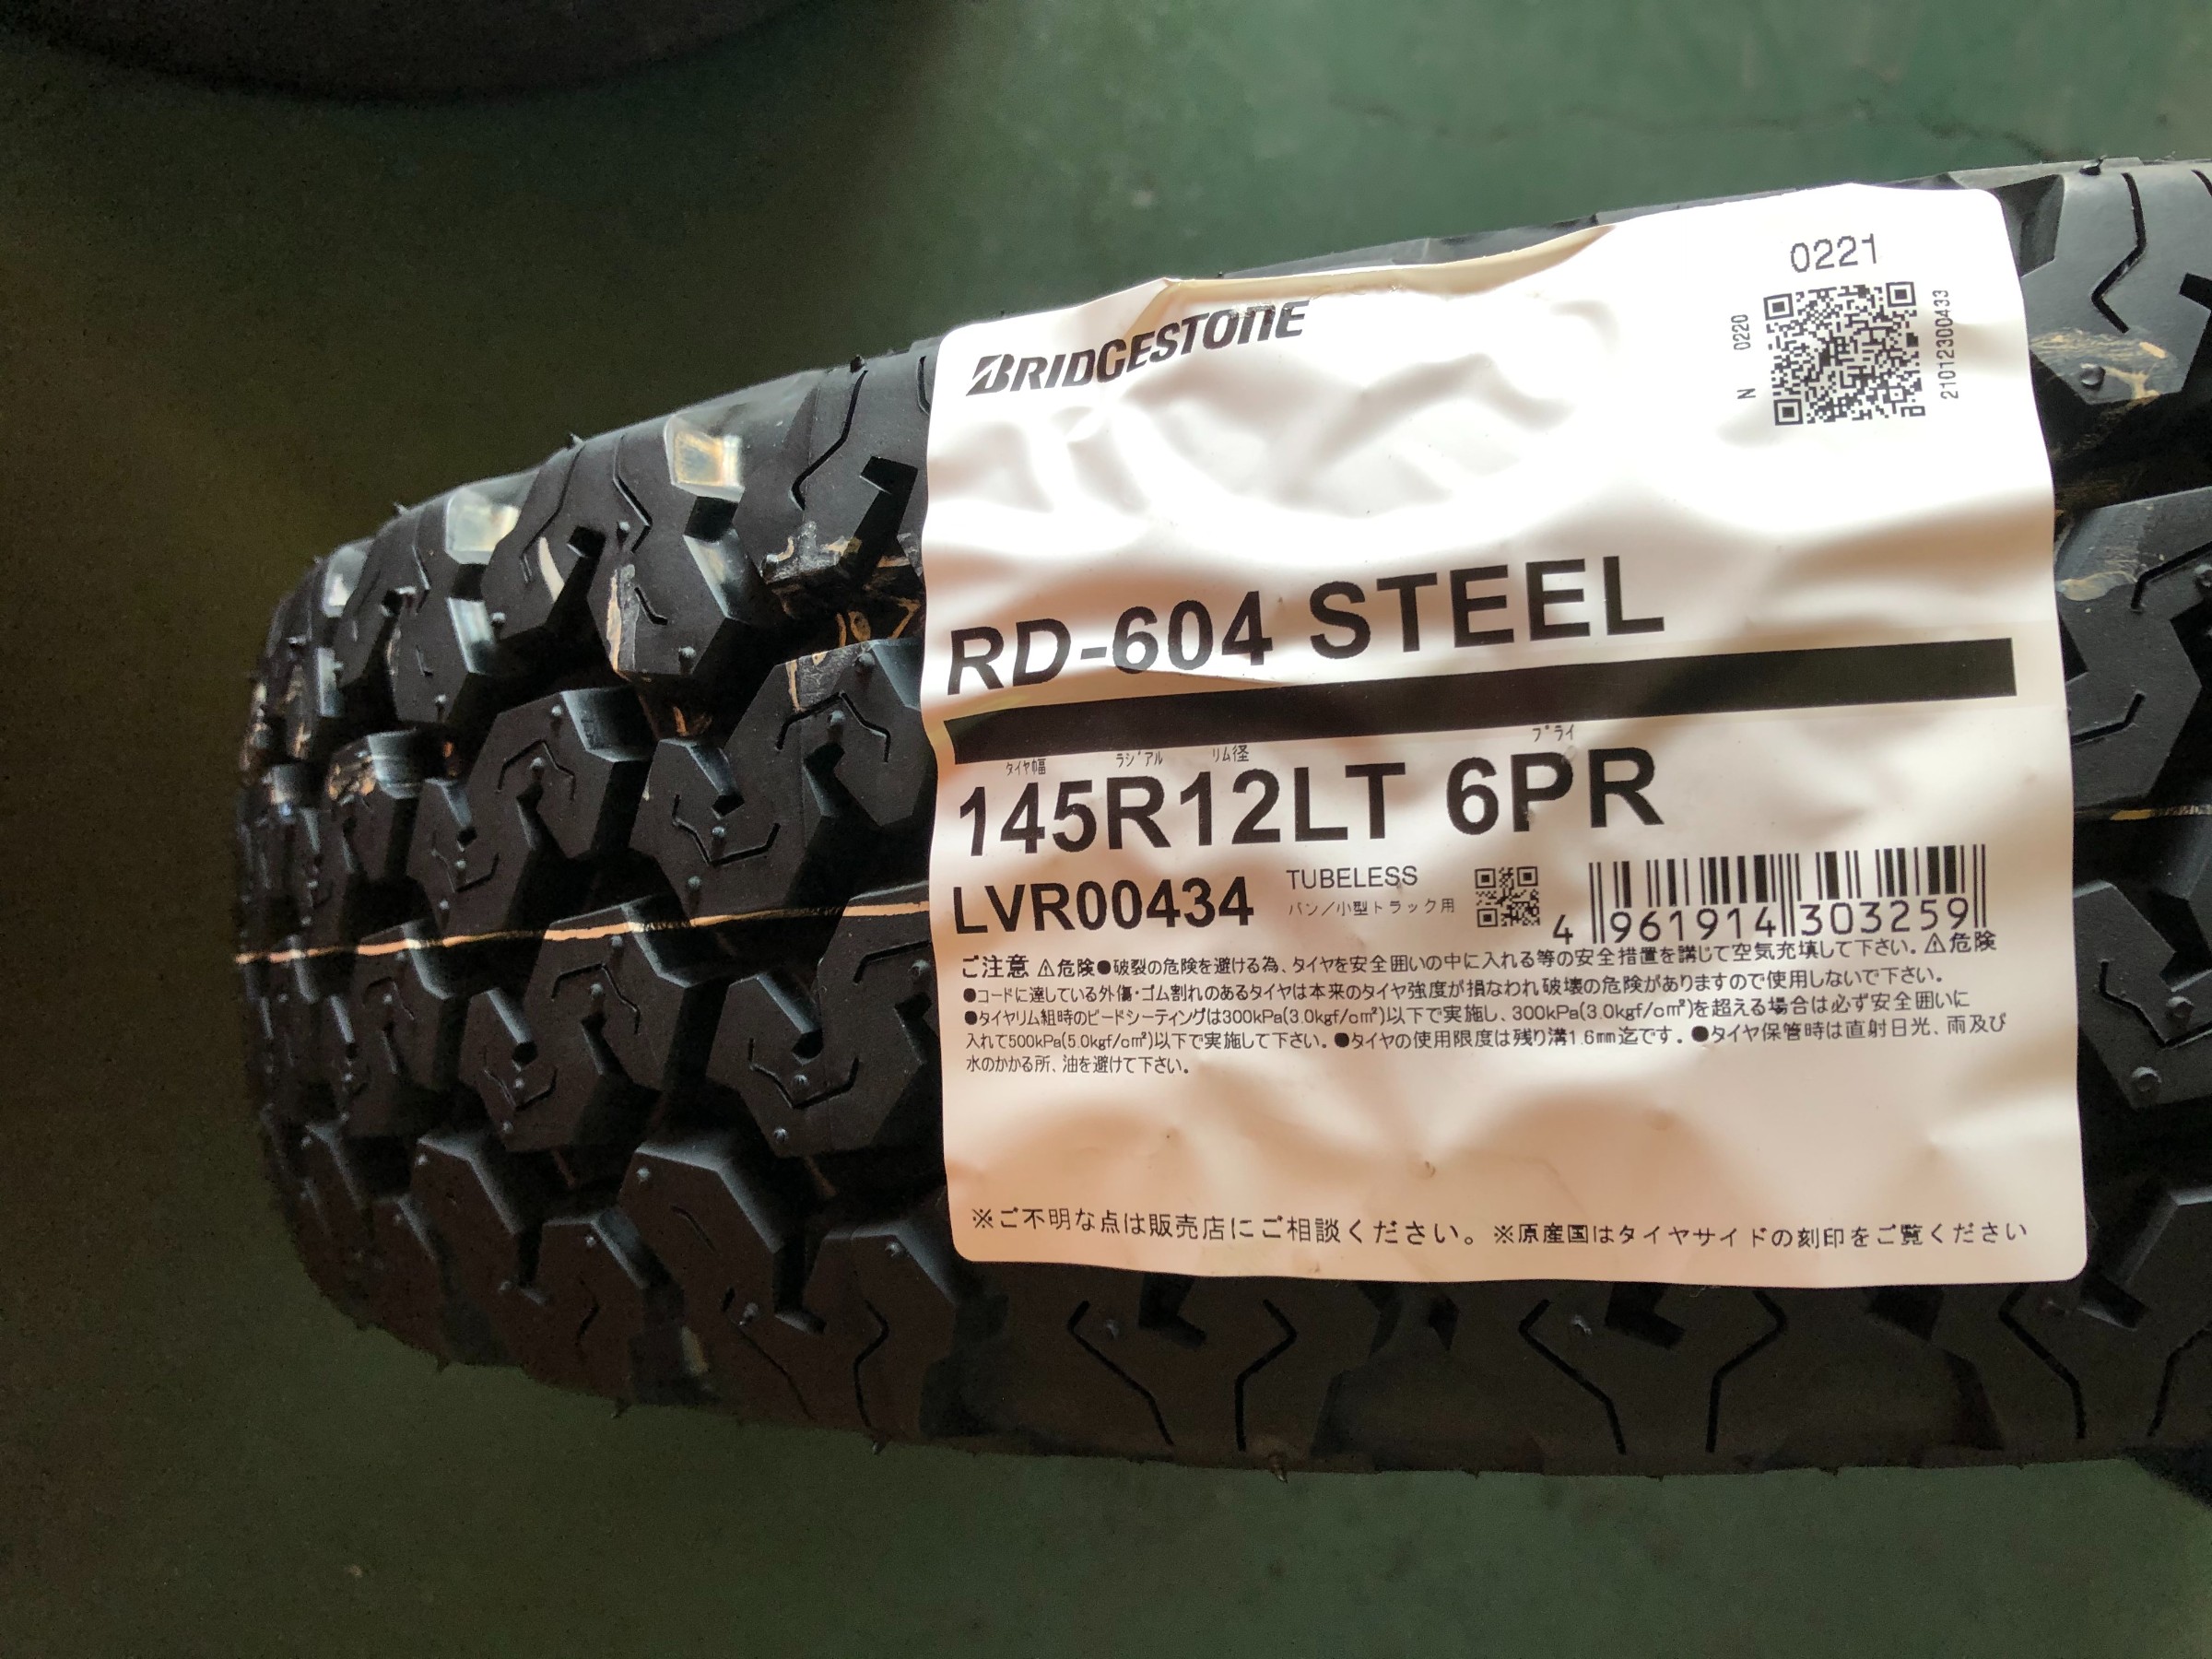 0221
N 0220
21012300433
BRIDGESTONE
RD-604 STEEL
タイヤ幅 ラジアル リム径 プライ
145R12LT 6PR
LVR00434
TUBELESS
バン/小型トラック用
4 961914 303259
ご注意 ⚠危険●破裂の危険を避ける為、タイヤを安全囲いの中に入れる等の安全措置を講じて空気充填して下さい。⚠危険
●コードに達している外傷・ゴム割れのあるタイヤは本来のタイヤ強度が損なわれ破壊の危険がありますので使用しないで下さい。
●タイヤリム組時のビードシーティングは300kPa(3.0kgf/c㎡)以下で実施し、300kPa(3.0kgf/c㎡)を超える場合は必ず安全囲いに
入れて500kPa(5.0kgf/c㎡)以下で実施して下さい。●タイヤの使用限度は残り溝1.6mm迄です。●タイヤ保管時は直射日光、雨及び
水のかかる所、油を避けて下さい。
※ご不明な点は販売店にご相談ください。※原産国はタイヤサイドの刻印をご覧ください